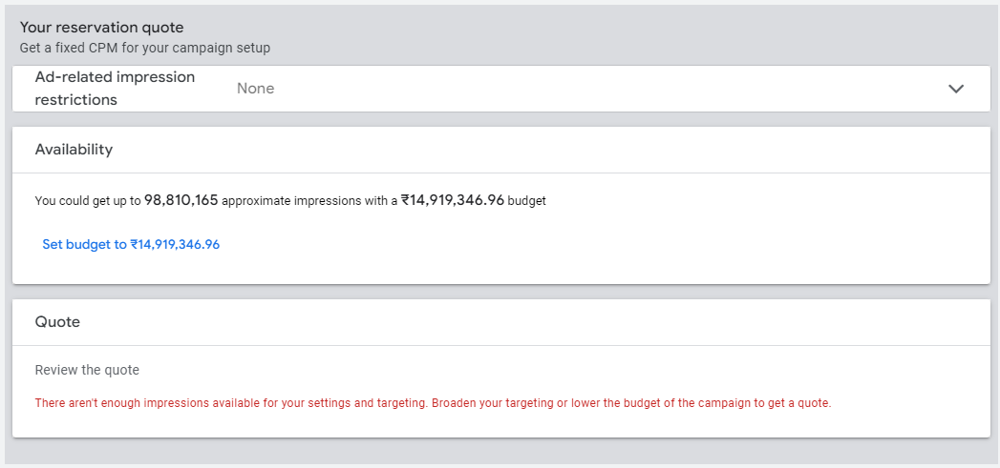 Your reservation quote
Get a fixed CPM for your campaign setup
Ad-related impression
restrictions
None
Availability
You could get up to 98,810,165 approximate impressions with a ₹14,919,346.96 budget
Set budget to ₹14,919,346.96
Quote
Review the quote
There aren't enough impressions available for your settings and targeting. Broaden your targeting or lower the budget of the campaign to get a quote.